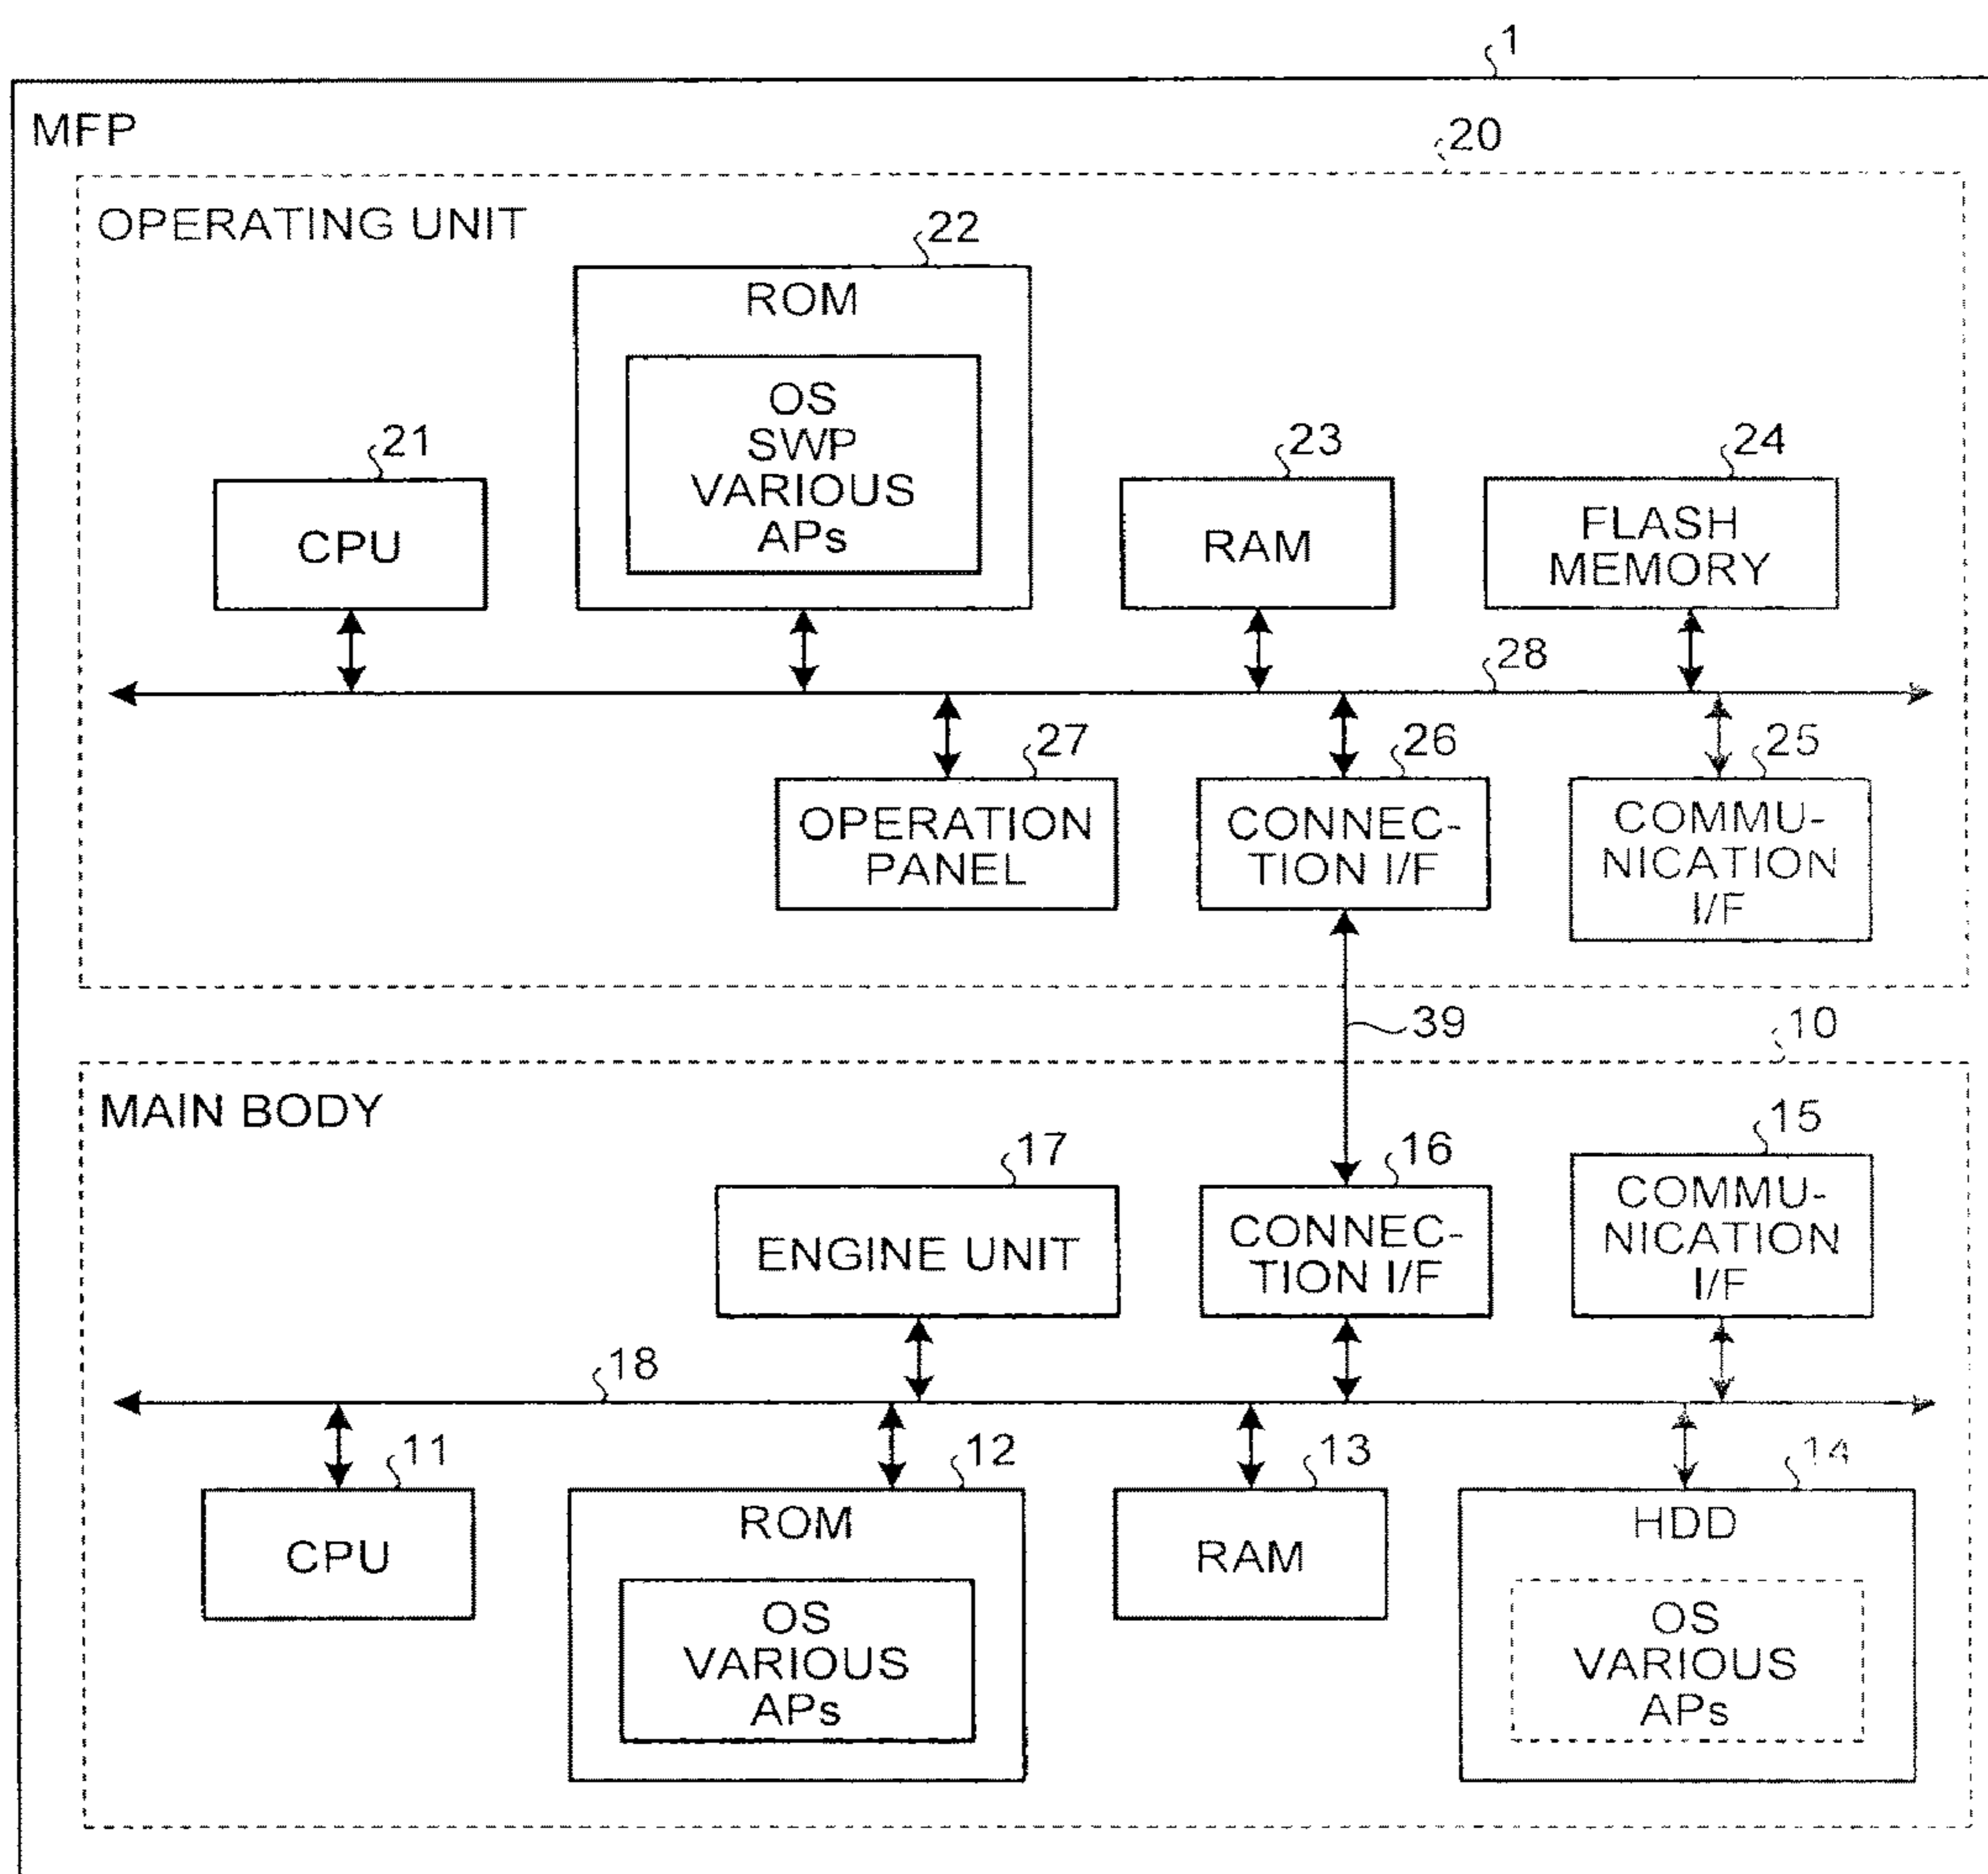 1
MFP
20
OPERATING UNIT
22
ROM
OS
SWP
VARIOUS
APs
21
CPU
23
RAM
24
FLASH
MEMORY
28
27
OPERATION
PANEL
26
CONNEC-
TION I/F
25
COMMU-
NICATION
I/F
39
10
MAIN BODY
17
ENGINE UNIT
16
CONNEC-
TION I/F
15
COMMU-
NICATION
I/F
18
11
CPU
12
ROM
OS
VARIOUS
APs
13
RAM
14
HDD
OS
VARIOUS
APs